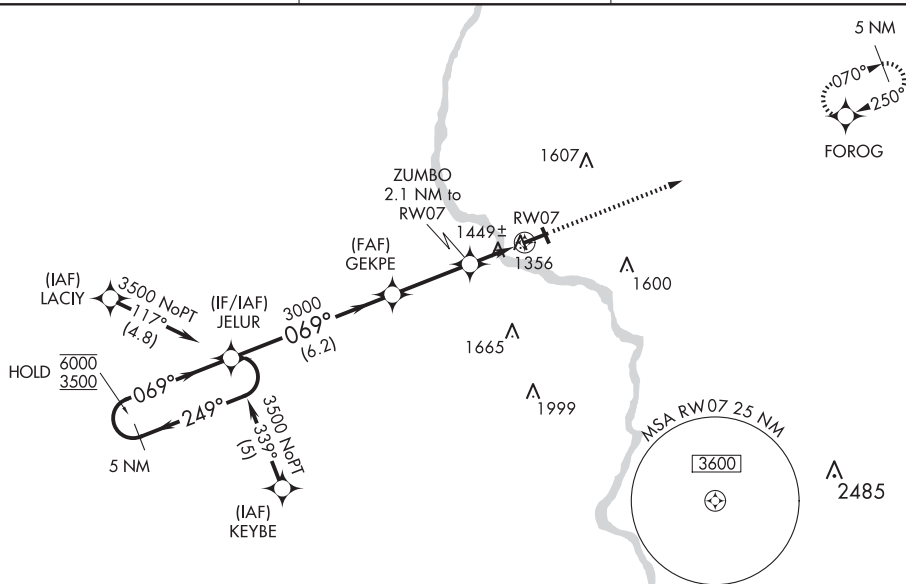 5 NM
070°
250°
FOROG
1607
ZUMBO
2.1 NM to
RW07
RW07
1449±
1356
(FAF)
GEKPE
1600
(IAF)
LACIY
3500 NoPT
117°
(4.8)
(IF/IAF)
JELUR
3000
069°
(6.2)
1665
HOLD
6000
3500
069°
249°
5 NM
3500 NoPT
339°
(5)
(IAF)
KEYBE
1999
MSA RW07 25 NM
3600
2485